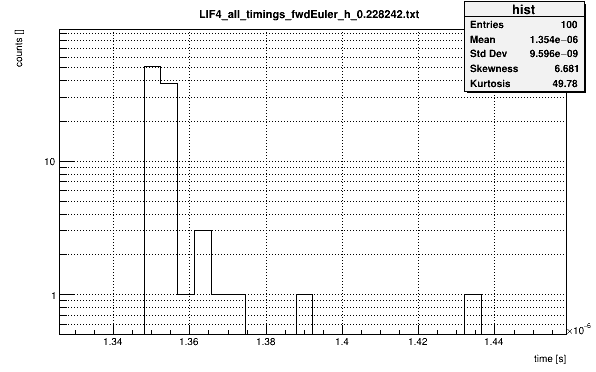 LIF4_all_timings_fwdEuler_h_0.228242.txt
hist
Entries 100
Mean 1.354e−06
Std Dev 9.596e−09
Skewness 6.681
Kurtosis 49.78
counts []
10
1
1.34 1.36 1.38 1.4 1.42 1.44
×10⁻⁶
time [s]